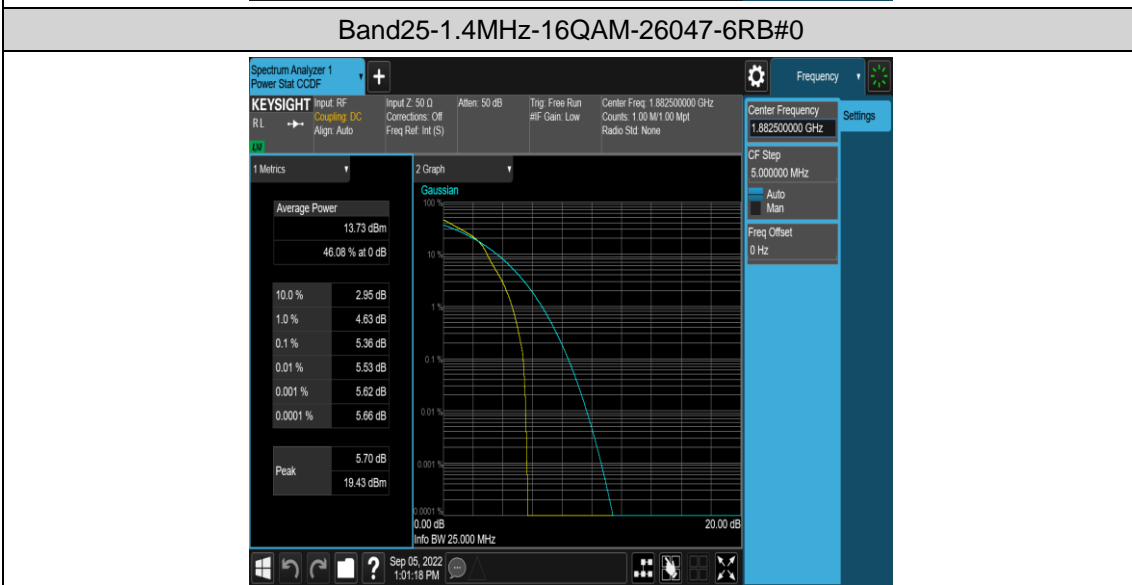 Band25-1.4MHz-16QAM-26047-6RB#0
Spectrum Analyzer 1
Power Stat CCDF
Frequency
KEYSIGHT
R L
Input: RF
Coupling: DC
Align: Auto
Input Z: 50 Ω
Corrections: Off
Freq Ref: Int (S)
Atten: 50 dB
Trig: Free Run
#IF Gain: Low
Center Freq: 1.882500000 GHz
Counts: 1.00 M/1.00 Mpt
Radio Std: None
Center Frequency
1.882500000 GHz
Settings
CF Step
5.000000 MHz
Auto
Man
Freq Offset
0 Hz
1 Metrics
Average Power
13.73 dBm
46.08 % at 0 dB
10.0 % 2.95 dB
1.0 % 4.63 dB
0.1 % 5.36 dB
0.01 % 5.53 dB
0.001 % 5.62 dB
0.0001 % 5.66 dB
Peak
5.70 dB
19.43 dBm
2 Graph
Gaussian
100 %
10 %
1 %
0.1 %
0.01 %
0.001 %
0.0001 %
0.00 dB
20.00 dB
Info BW 25.000 MHz
Sep 05, 2022
1:01:18 PM